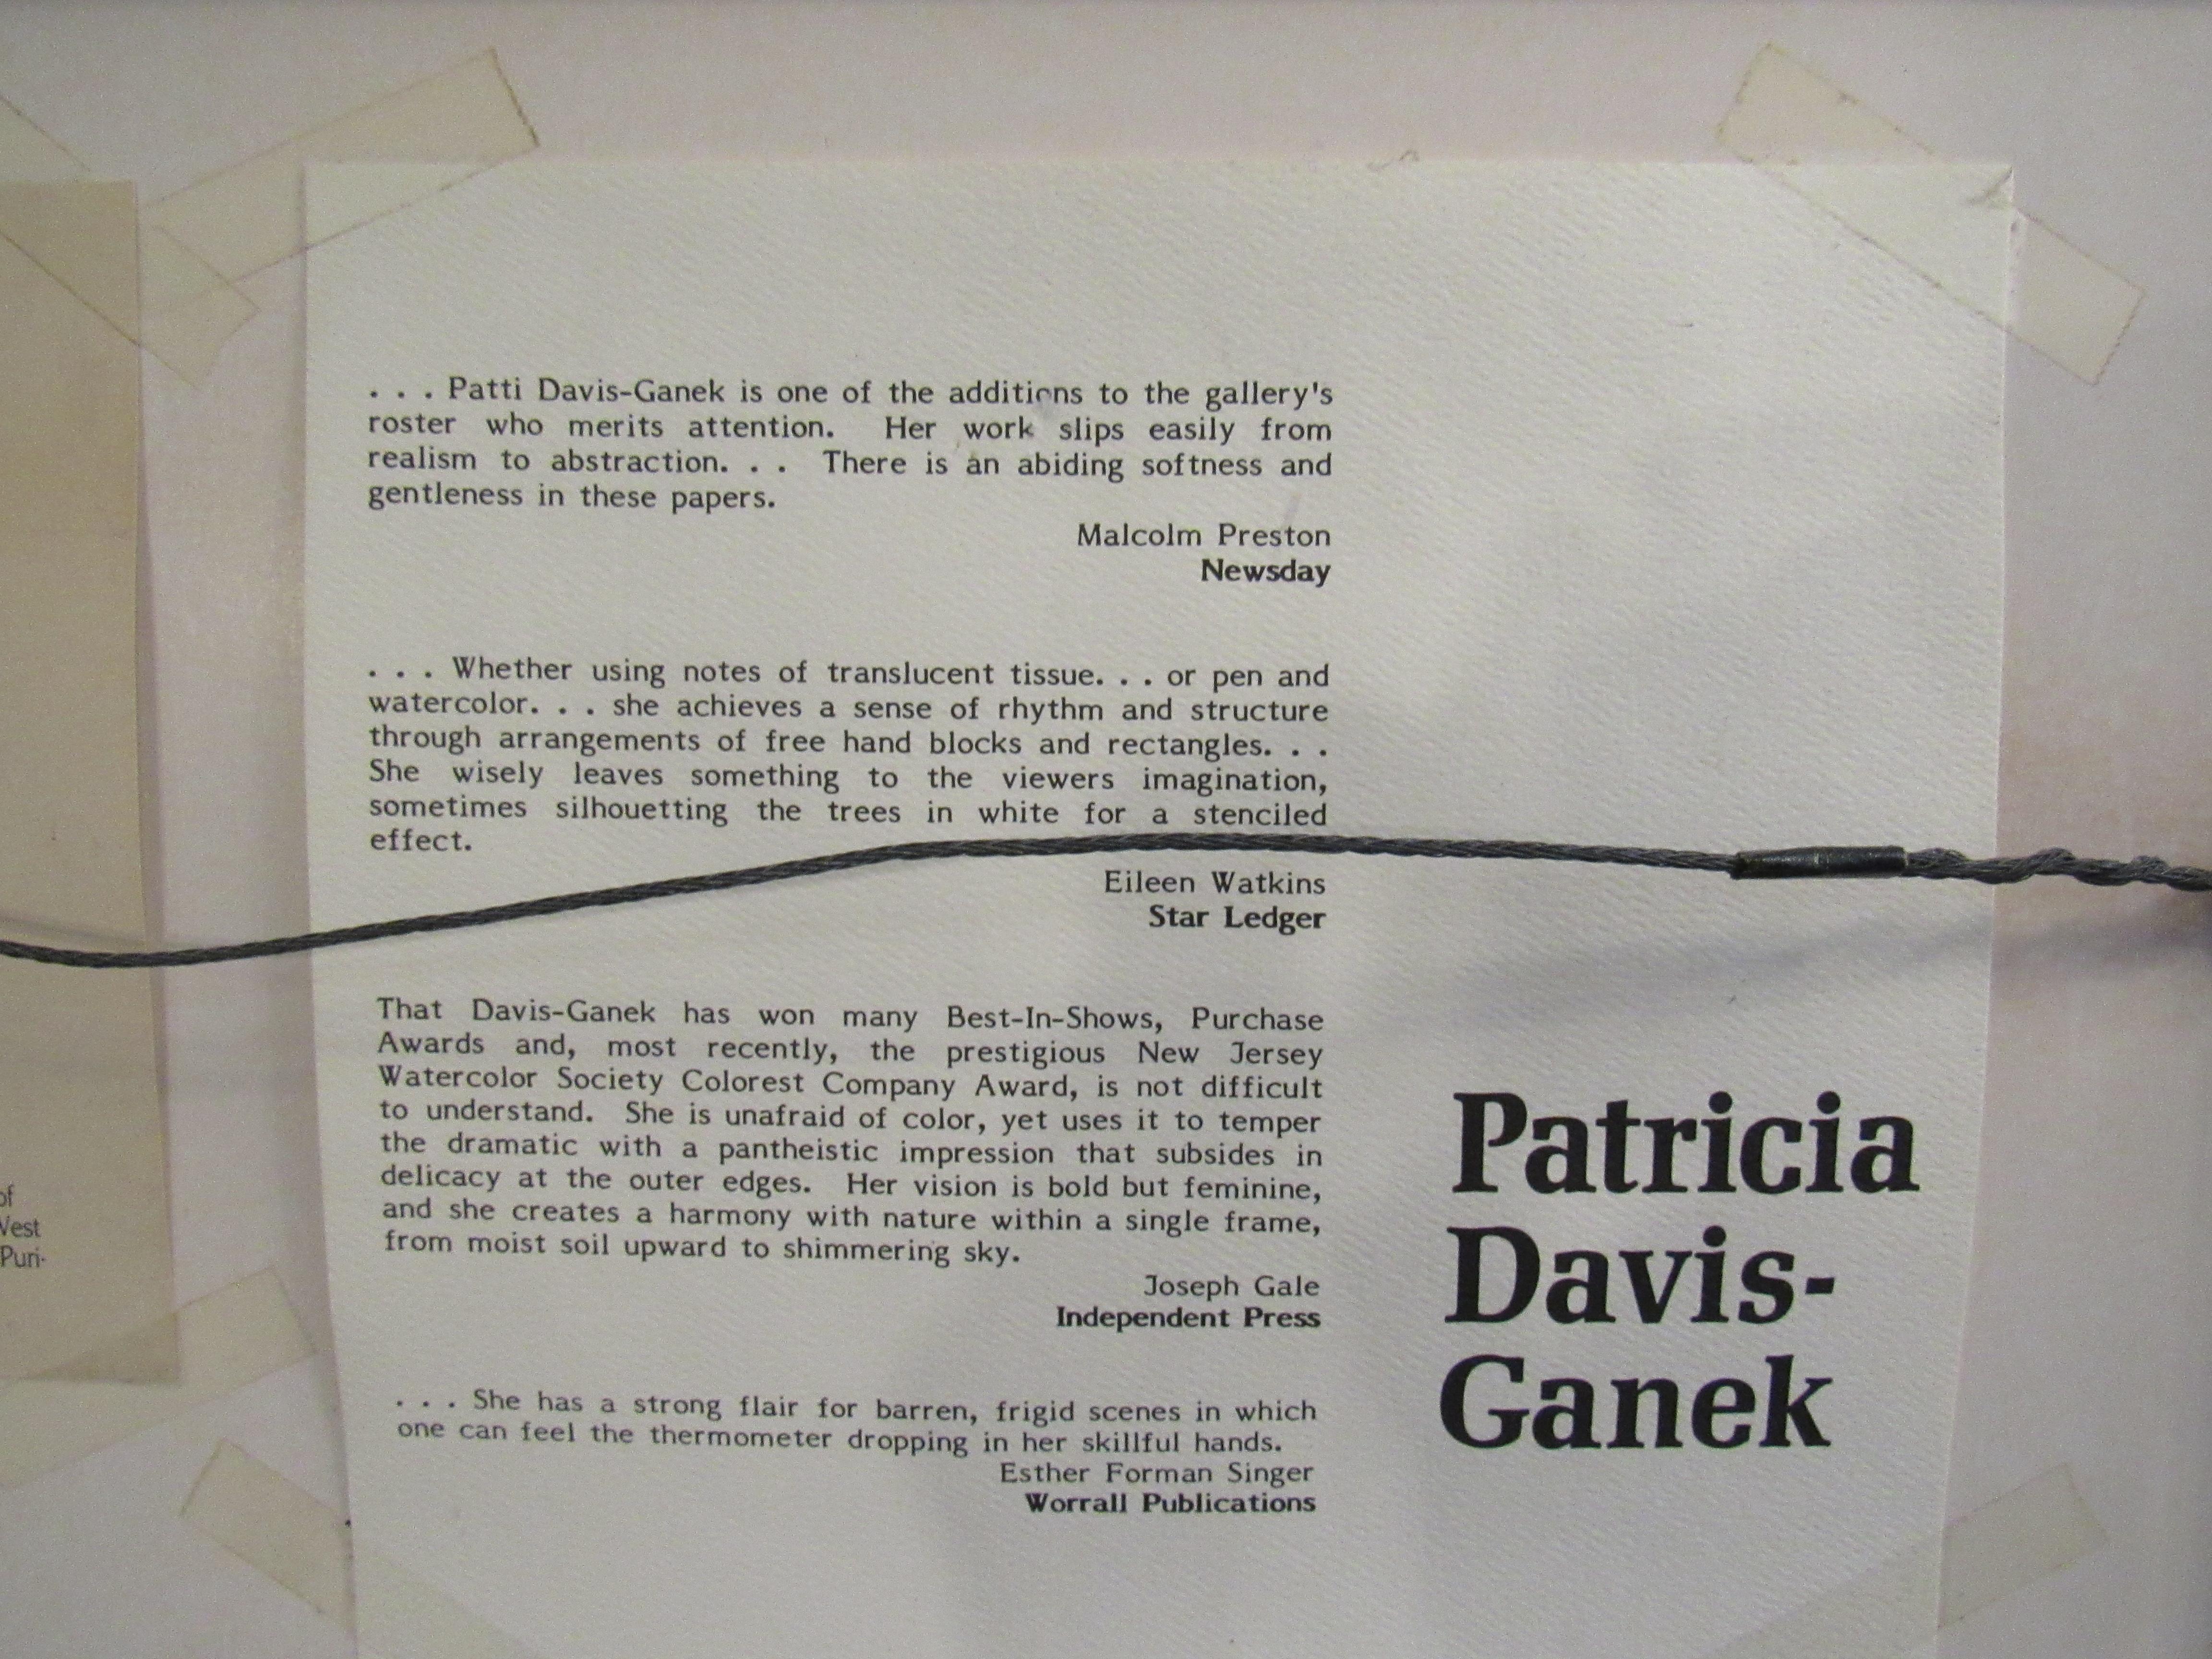 . . . Patti Davis-Ganek is one of the additions to the gallery's
roster who merits attention. Her work slips easily from
realism to abstraction. . . There is an abiding softness and
gentleness in these papers.
Malcolm Preston
Newsday
. . . Whether using notes of translucent tissue. . . or pen and
watercolor. . . she achieves a sense of rhythm and structure
through arrangements of free hand blocks and rectangles. . .
She wisely leaves something to the viewers imagination,
sometimes silhouetting the trees in white for a stenciled
effect.
Eileen Watkins
Star Ledger
That Davis-Ganek has won many Best-In-Shows, Purchase
Awards and, most recently, the prestigious New Jersey
Watercolor Society Colorest Company Award, is not difficult
to understand. She is unafraid of color, yet uses it to temper
the dramatic with a pantheistic impression that subsides in
delicacy at the outer edges. Her vision is bold but feminine,
and she creates a harmony with nature within a single frame,
from moist soil upward to shimmering sky.
Joseph Gale
Independent Press
. . . She has a strong flair for barren, frigid scenes in which
one can feel the thermometer dropping in her skillful hands.
Esther Forman Singer
Worrall Publications
Patricia
Davis-
Ganek
of
West
Puri-